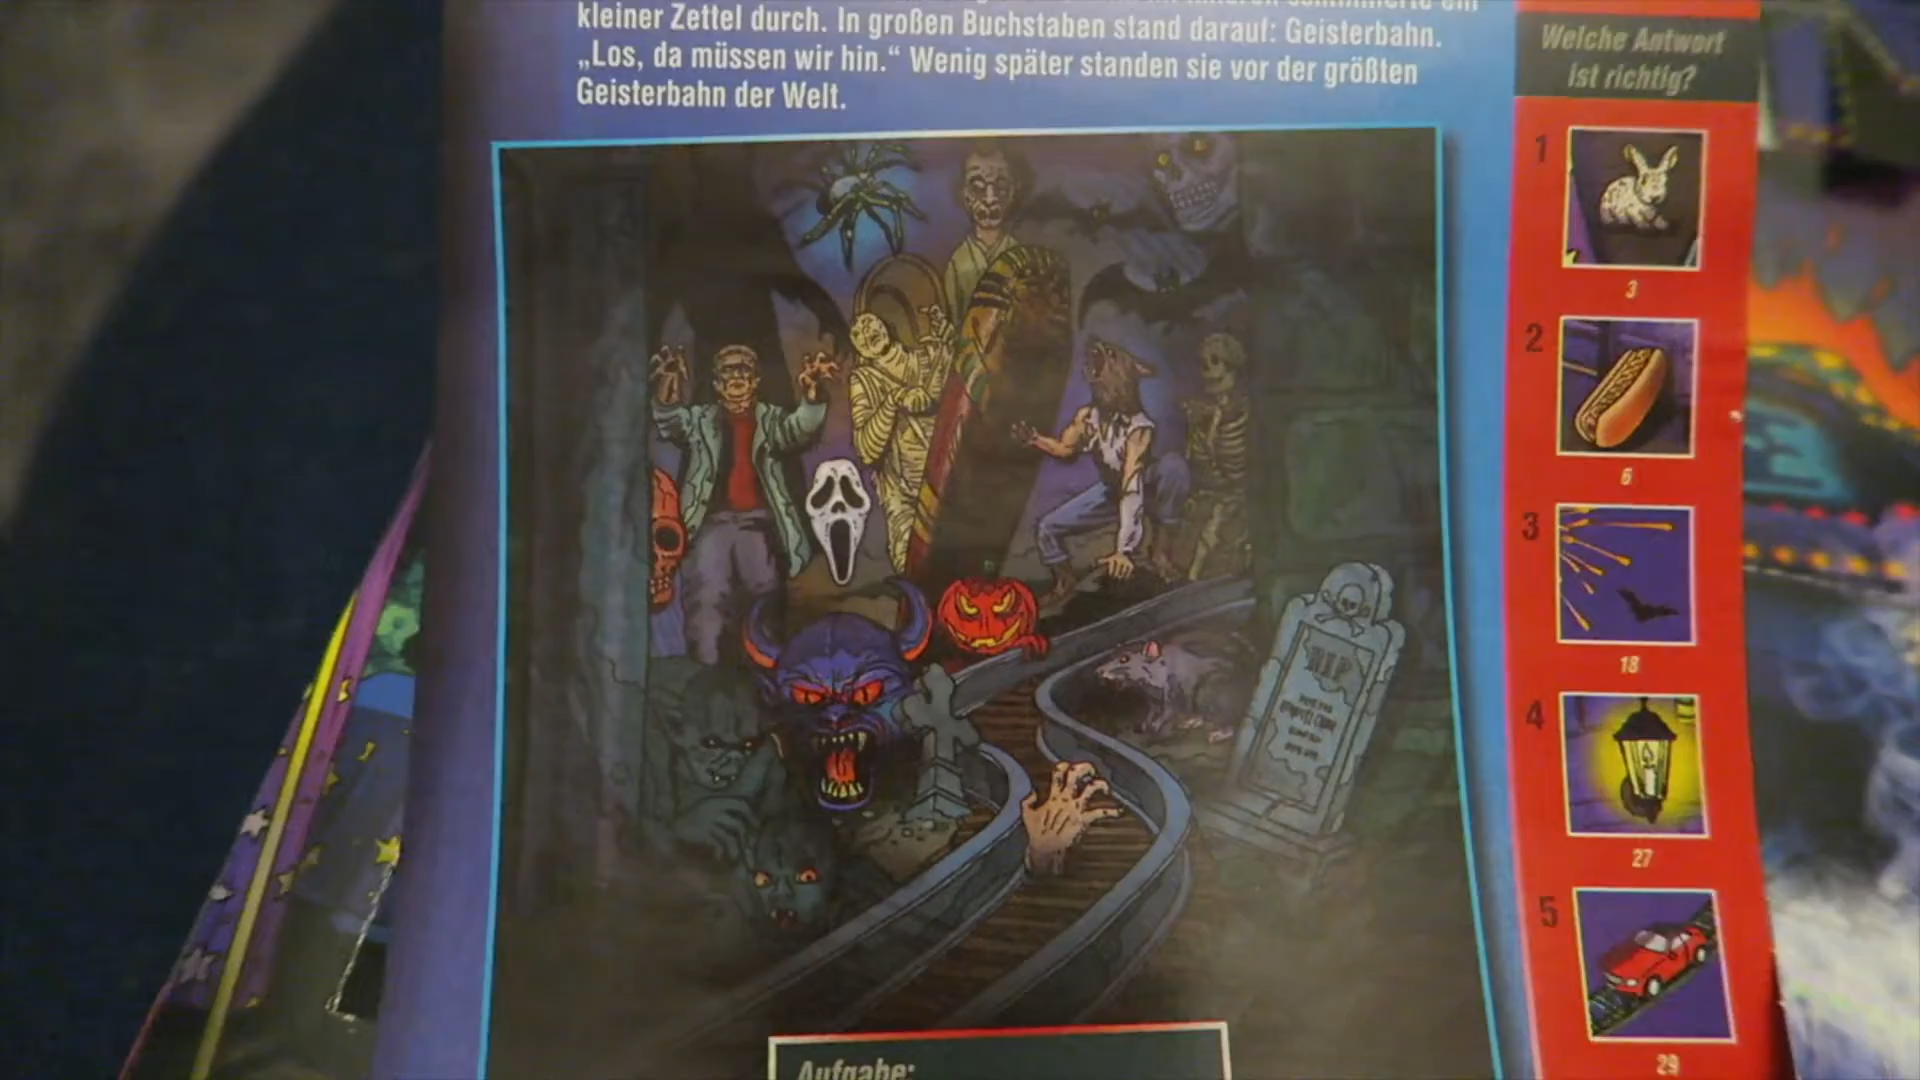 kleiner Zettel durch. In großen Buchstaben stand darauf: Geisterbahn.
„Los, da müssen wir hin.“ Wenig später standen sie vor der größten
Geisterbahn der Welt.
Welche Antwort
ist richtig?
1
3
2
6
3
18
4
27
5
29
RIP
Aufgabe: